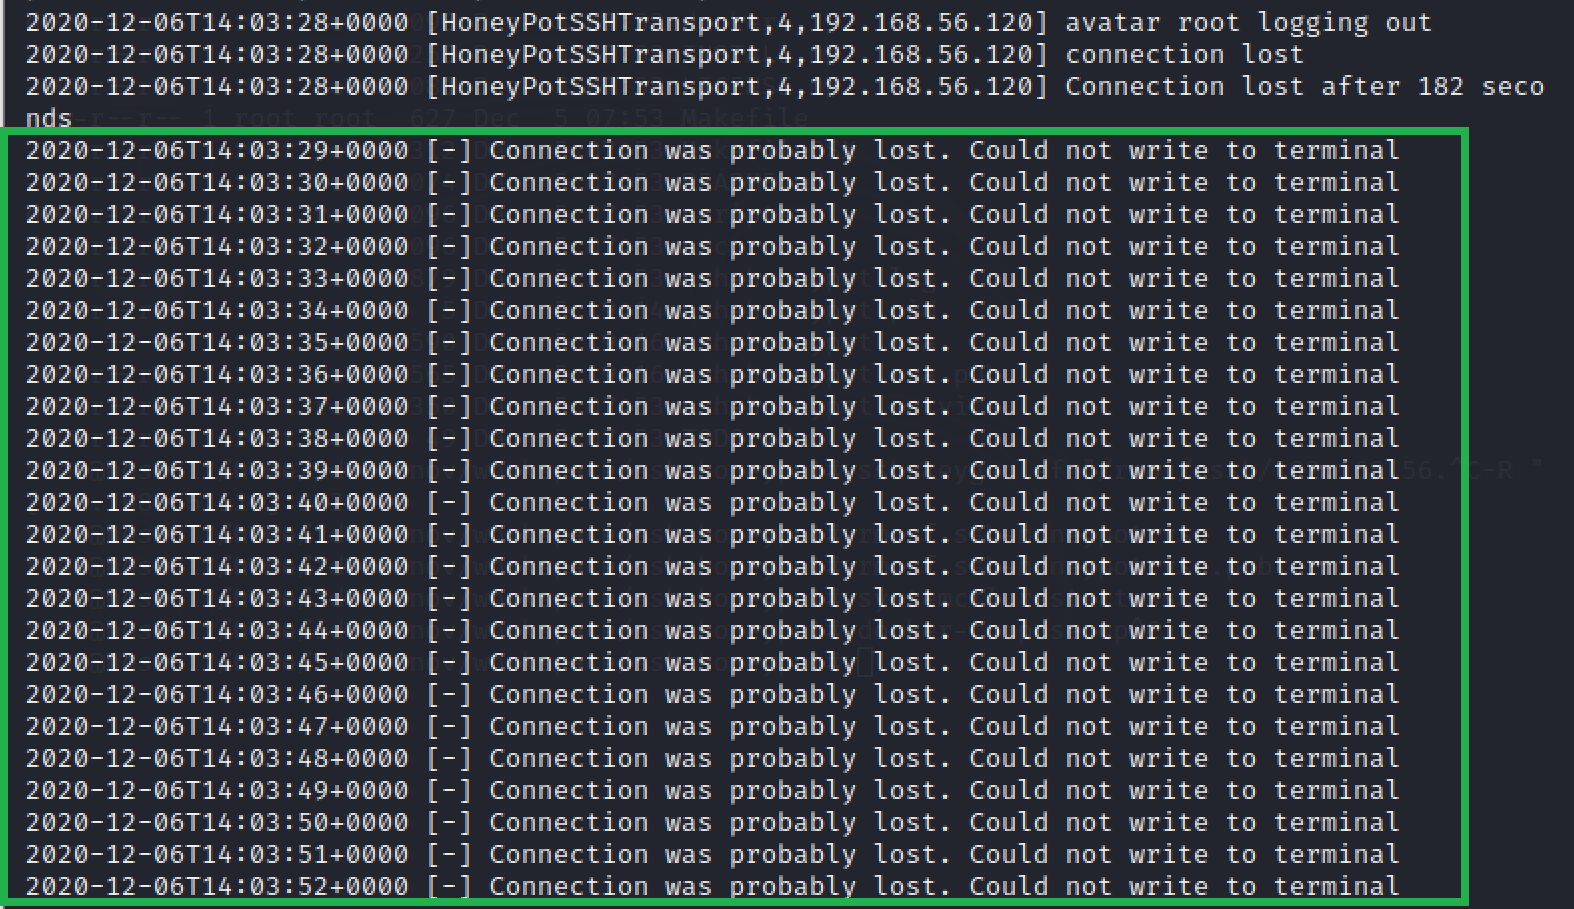 2020-12-06T14:03:28+0000 [HoneyPotSSHTransport,4,192.168.56.120] avatar root logging out
2020-12-06T14:03:28+0000 [HoneyPotSSHTransport,4,192.168.56.120] connection lost
2020-12-06T14:03:28+0000 [HoneyPotSSHTransport,4,192.168.56.120] Connection lost after 182 seco
nds-r--r-- 1 root root 627 Dec 5 07:53 Makefile
2020-12-06T14:03:29+0000 [-] Connection was probably lost. Could not write to terminal
2020-12-06T14:03:30+0000 [-] Connection was probably lost. Could not write to terminal
2020-12-06T14:03:31+0000 [-] Connection was probably lost. Could not write to terminal
2020-12-06T14:03:32+0000 [-] Connection was probably lost. Could not write to terminal
2020-12-06T14:03:33+0000 [-] Connection was probably lost. Could not write to terminal
2020-12-06T14:03:34+0000 [-] Connection was probably lost. Could not write to terminal
2020-12-06T14:03:35+0000 [-] Connection was probably lost. Could not write to terminal
2020-12-06T14:03:36+0000 [-] Connection was probably lost. Could not write to terminal
2020-12-06T14:03:37+0000 [-] Connection was probably lost. Could not write to terminal
2020-12-06T14:03:38+0000 [-] Connection was probably lost. Could not write to terminal
2020-12-06T14:03:39+0000 [-] Connection was probably lost. Could not write to terminal
2020-12-06T14:03:40+0000 [-] Connection was probably lost. Could not write to terminal
2020-12-06T14:03:41+0000 [-] Connection was probably lost. Could not write to terminal
2020-12-06T14:03:42+0000 [-] Connection was probably lost. Could not write to terminal
2020-12-06T14:03:43+0000 [-] Connection was probably lost. Could not write to terminal
2020-12-06T14:03:44+0000 [-] Connection was probably lost. Could not write to terminal
2020-12-06T14:03:45+0000 [-] Connection was probably lost. Could not write to terminal
2020-12-06T14:03:46+0000 [-] Connection was probably lost. Could not write to terminal
2020-12-06T14:03:47+0000 [-] Connection was probably lost. Could not write to terminal
2020-12-06T14:03:48+0000 [-] Connection was probably lost. Could not write to terminal
2020-12-06T14:03:49+0000 [-] Connection was probably lost. Could not write to terminal
2020-12-06T14:03:50+0000 [-] Connection was probably lost. Could not write to terminal
2020-12-06T14:03:51+0000 [-] Connection was probably lost. Could not write to terminal
2020-12-06T14:03:52+0000 [-] Connection was probably lost. Could not write to terminal